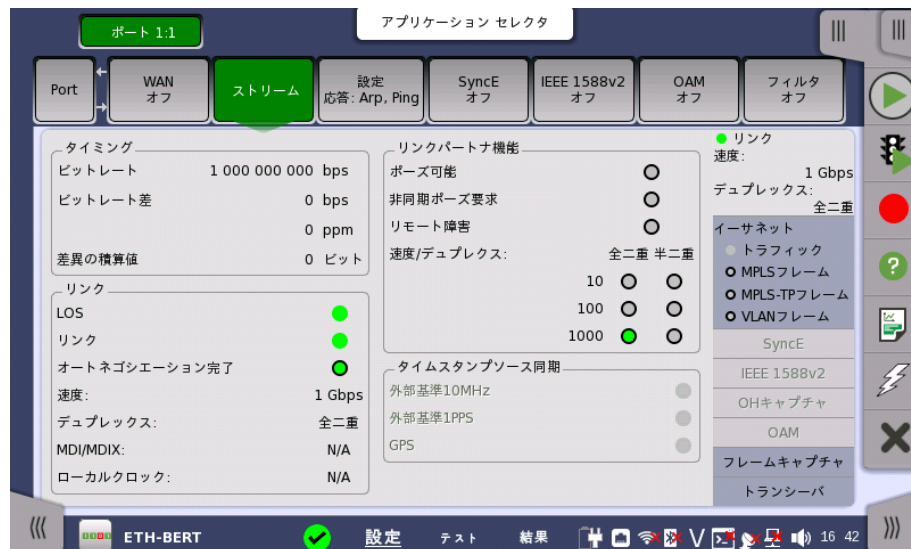 ポート 1:1
アプリケーション セレクタ
Port
WAN
オフ
ストリーム
設定
応答: Arp, Ping
SyncE
オフ
IEEE 1588v2
オフ
OAM
オフ
フィルタ
オフ
タイミング
ビットレート 1 000 000 000 bps
ビットレート差 0 bps
0 ppm
差異の積算値 0 ビット
リンク
LOS
リンク
オートネゴシエーション完了
速度: 1 Gbps
デュプレックス: 全二重
MDI/MDIX: N/A
ローカルクロック: N/A
リンクパートナ機能
ポーズ可能
非同期ポーズ要求
リモート障害
速度/デュプレクス: 全二重 半二重
10
100
1000
タイムスタンプソース同期
外部基準10MHz
外部基準1PPS
GPS
リンク
速度:
1 Gbps
デュプレックス:
全二重
イーサネット
トラフィック
MPLSフレーム
MPLS-TPフレーム
VLANフレーム
SyncE
IEEE 1588v2
OHキャプチャ
OAM
フレームキャプチャ
トランシーバ
ETH-BERT
設定
テスト
結果
16 42